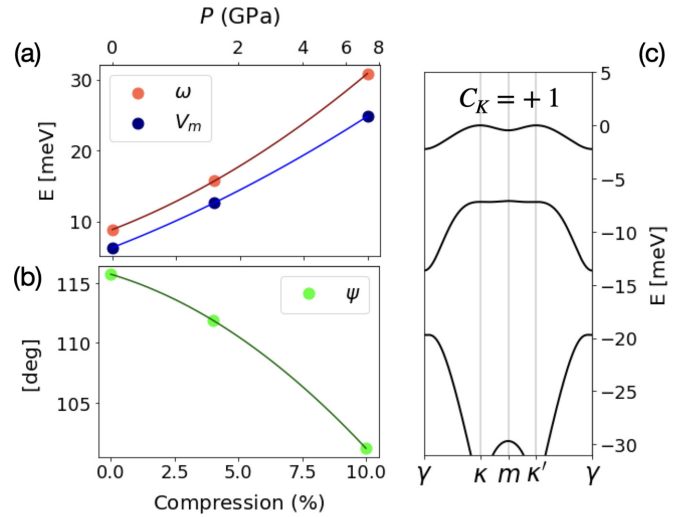 P (GPa)
0 2 4 6 8
(a)
E [meV]
30
20
10
ω
V_m
(b)
[deg]
115
110
105
ψ
0.0 2.5 5.0 7.5 10.0
Compression (%)
(c)
C_K = + 1
5
0
−5
−10
−15
−20
−25
−30
E [meV]
γ κ m κ′ γ